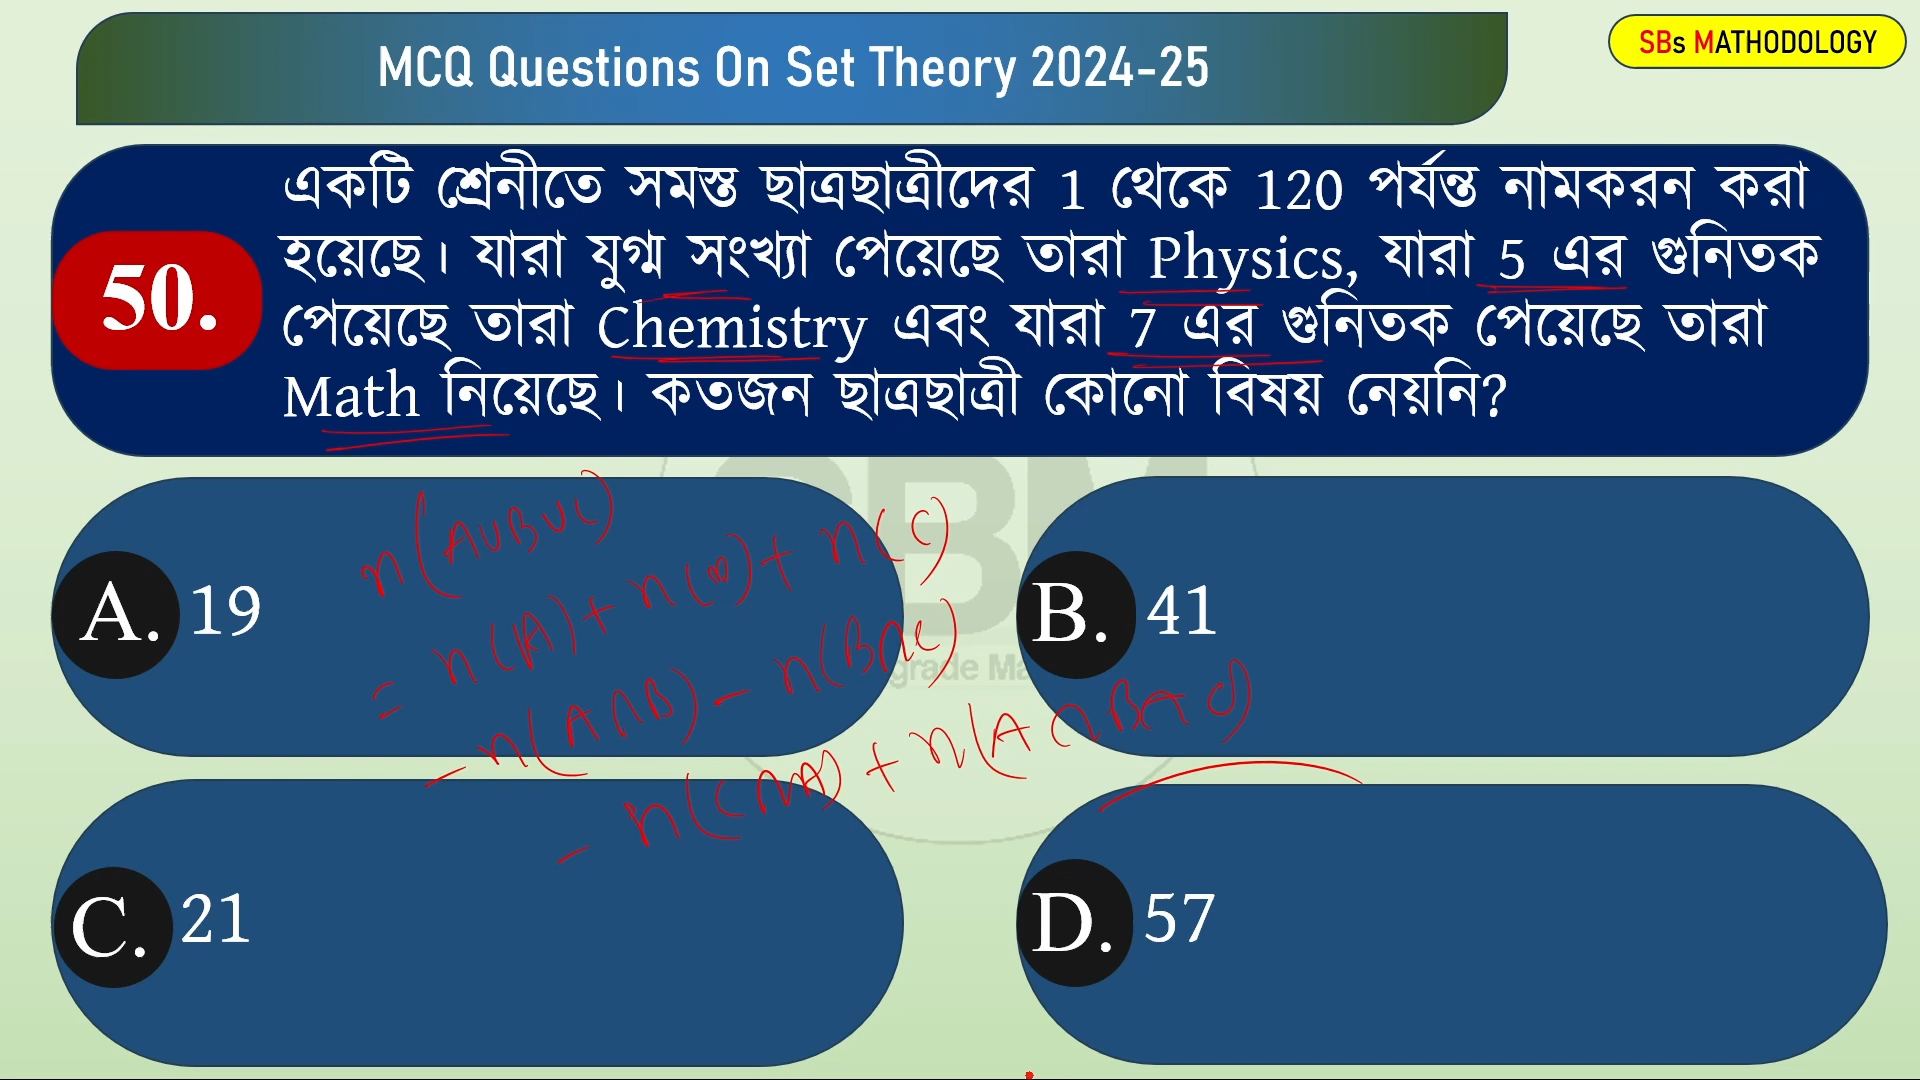 MCQ Questions On Set Theory 2024-25
SBs MATHODOLOGY
50.
একটি শ্রেনীতে সমস্ত ছাত্রছাত্রীদের 1 থেকে 120 পর্যন্ত নামকরন করা
হয়েছে। যারা যুগ্ম সংখ্যা পেয়েছে তারা Physics, যারা 5 এর গুনিতক
পেয়েছে তারা Chemistry এবং যারা 7 এর গুনিতক পেয়েছে তারা
Math নিয়েছে। কতজন ছাত্রছাত্রী কোনো বিষয় নেয়নি?
n(A∪B∪C)
= n(A) + n(B) + n(C)
- n(A∩B) - n(B∩C)
- n(C∩A) + n(A∩B∩C)
A. 19
B. 41
C. 21
D. 57